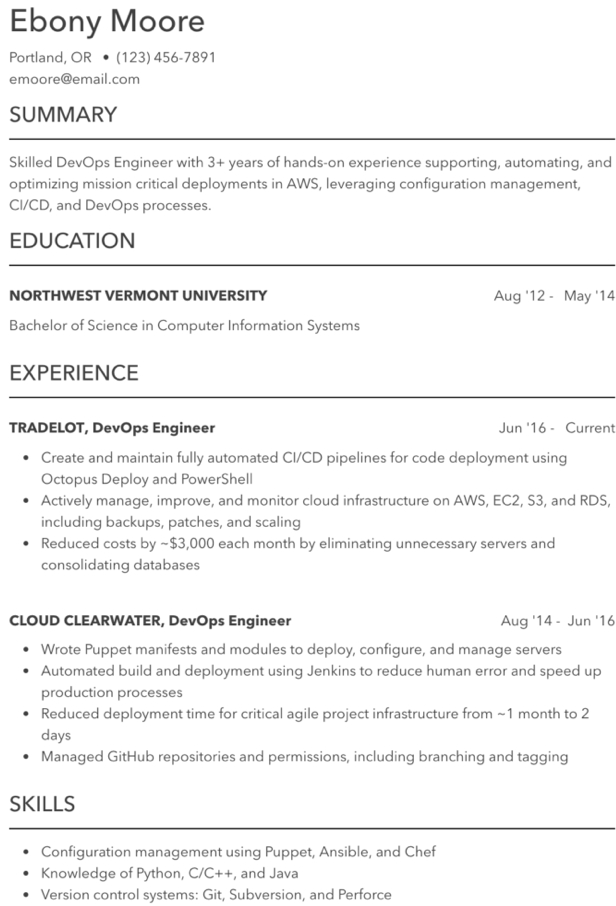 Ebony Moore
Portland, OR • (123) 456-7891
emoore@email.com
SUMMARY
Skilled DevOps Engineer with 3+ years of hands-on experience supporting, automating, and
optimizing mission critical deployments in AWS, leveraging configuration management,
CI/CD, and DevOps processes.
EDUCATION
NORTHWEST VERMONT UNIVERSITY Aug '12 - May '14
Bachelor of Science in Computer Information Systems
EXPERIENCE
TRADELOT, DevOps Engineer Jun '16 - Current
• Create and maintain fully automated CI/CD pipelines for code deployment using
Octopus Deploy and PowerShell
• Actively manage, improve, and monitor cloud infrastructure on AWS, EC2, S3, and RDS,
including backups, patches, and scaling
• Reduced costs by ~$3,000 each month by eliminating unnecessary servers and
consolidating databases
CLOUD CLEARWATER, DevOps Engineer Aug '14 - Jun '16
• Wrote Puppet manifests and modules to deploy, configure, and manage servers
• Automated build and deployment using Jenkins to reduce human error and speed up
production processes
• Reduced deployment time for critical agile project infrastructure from ~1 month to 2
days
• Managed GitHub repositories and permissions, including branching and tagging
SKILLS
• Configuration management using Puppet, Ansible, and Chef
• Knowledge of Python, C/C++, and Java
• Version control systems: Git, Subversion, and Perforce